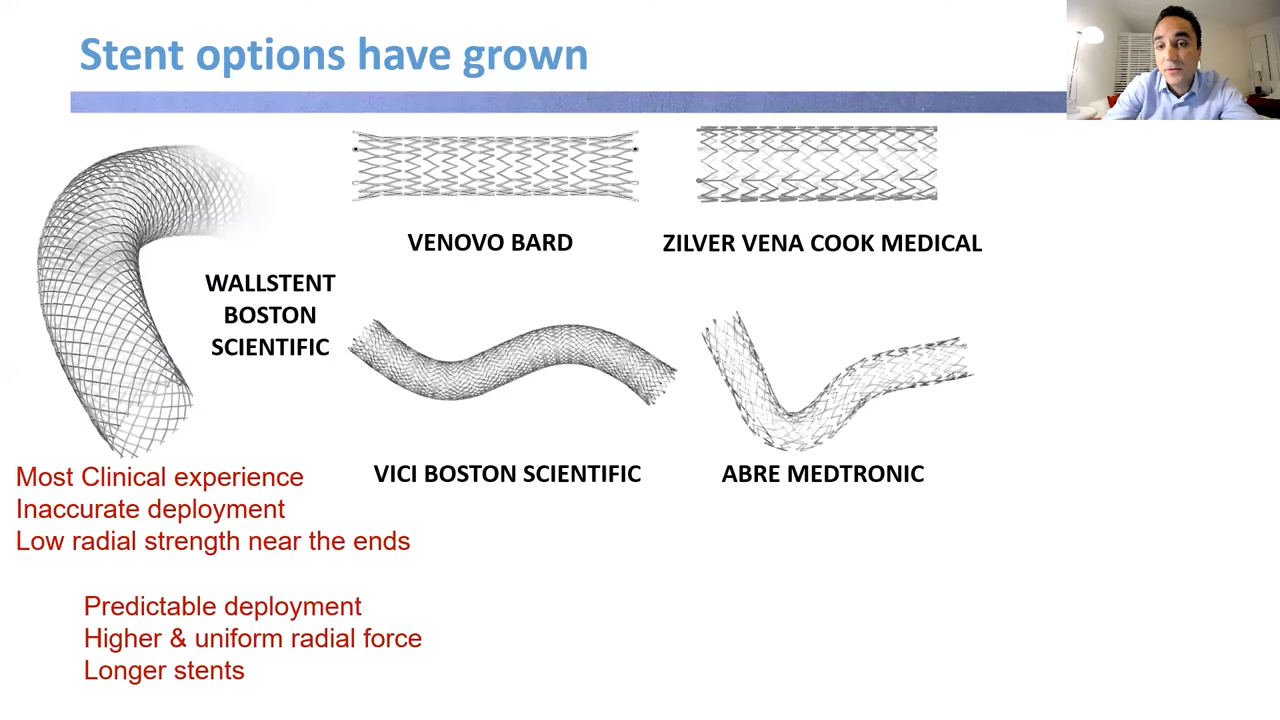 Stent options have grown
VENOVO BARD
ZILVER VENA COOK MEDICAL
WALLSTENT
BOSTON
SCIENTIFIC
VICI BOSTON SCIENTIFIC
ABRE MEDTRONIC
Most Clinical experience
Inaccurate deployment
Low radial strength near the ends
Predictable deployment
Higher & uniform radial force
Longer stents